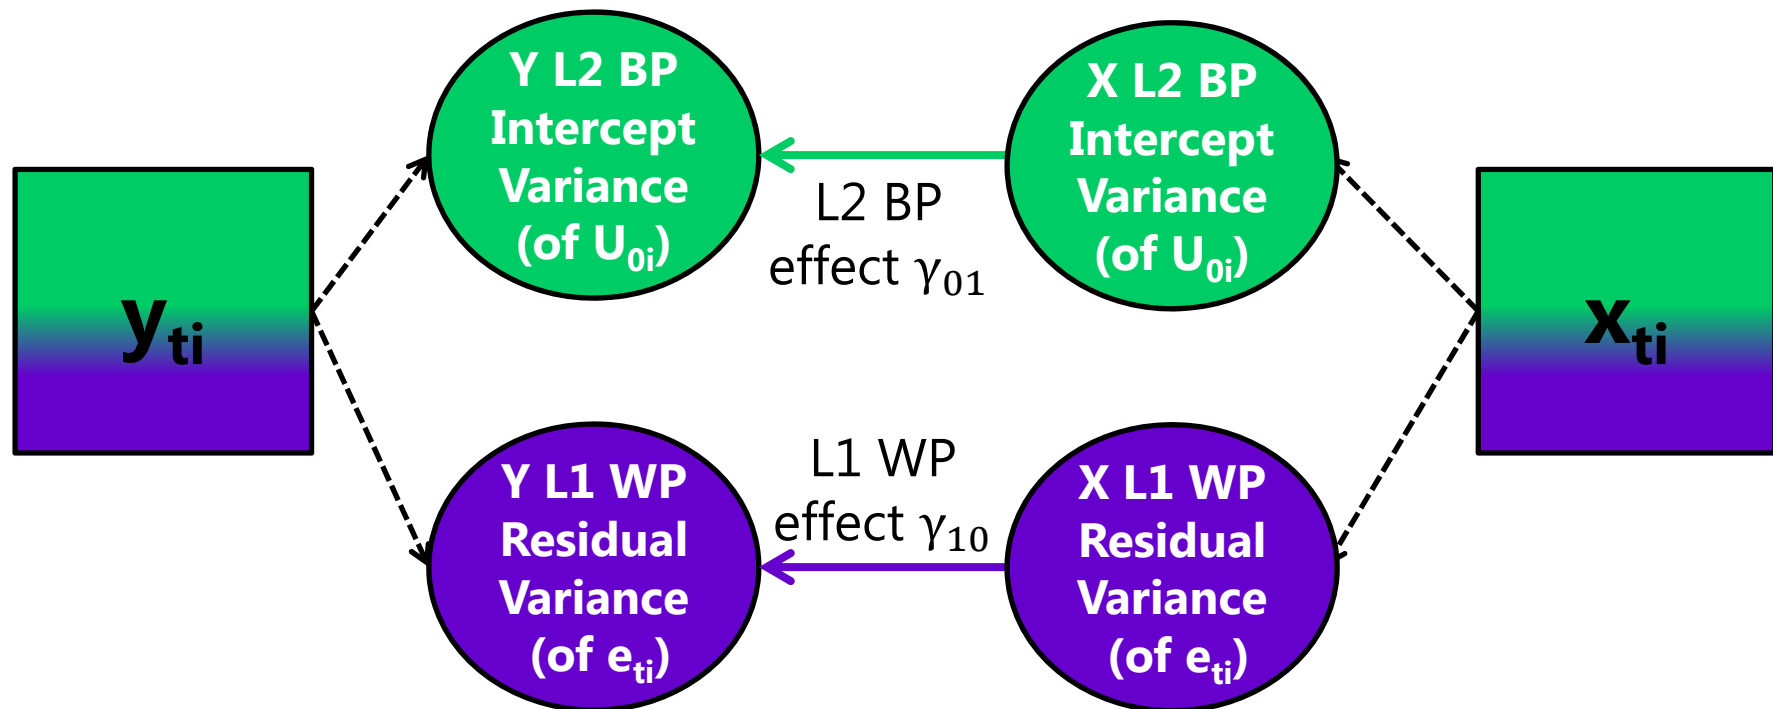 Y L2 BP
Intercept
Variance
(of U₀ᵢ)
X L2 BP
Intercept
Variance
(of U₀ᵢ)
L2 BP
effect γ₀₁
yₜᵢ
xₜᵢ
L1 WP
effect γ₁₀
Y L1 WP
Residual
Variance
(of eₜᵢ)
X L1 WP
Residual
Variance
(of eₜᵢ)